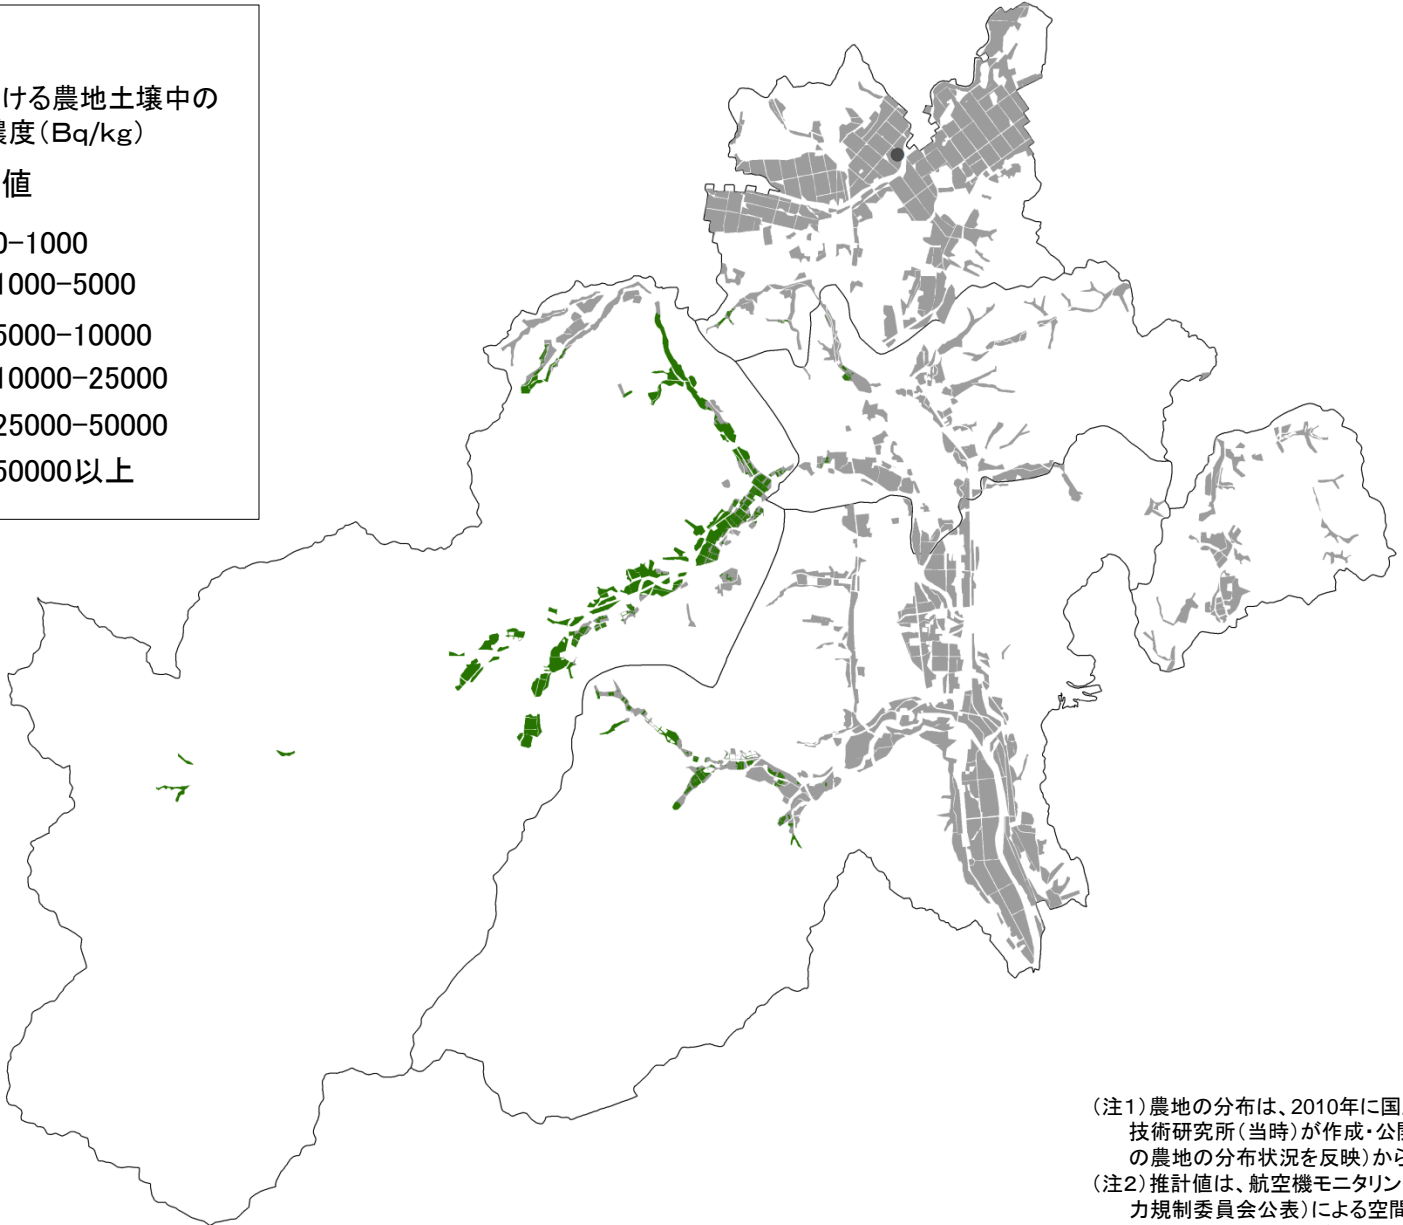 ける農地土壌中の
濃度（Bq/kg）
値
0-1000
1000-5000
5000-10000
10000-25000
25000-50000
50000以上
（注1）農地の分布は、2010年に国
技術研究所（当時）が作成・公開
の農地の分布状況を反映）から
（注2）推計値は、航空機モニタリン
力規制委員会公表）による空間